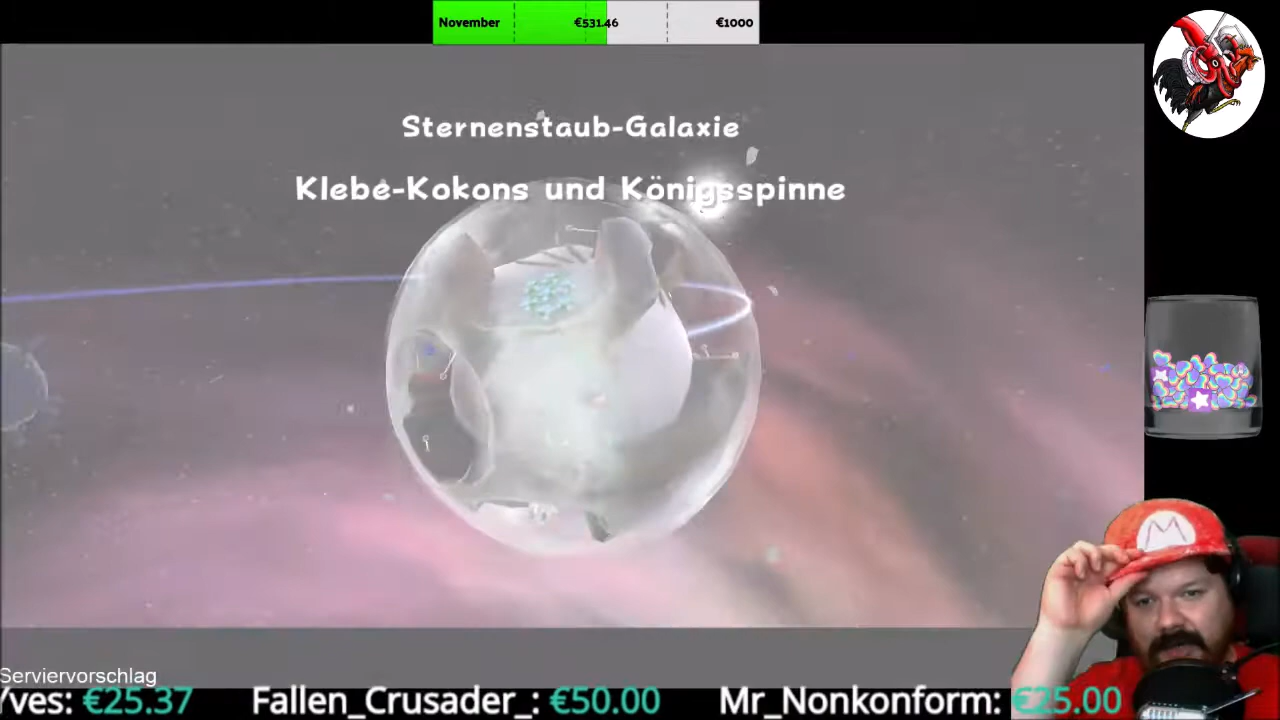 November €531.46 €1000
Sternenstaub-Galaxie
Klebe-Kokons und Königsspinne
M
Serviervorschlag
Yves: €25.37 Fallen_Crusader_: €50.00 Mr_Nonkonform: €25.00